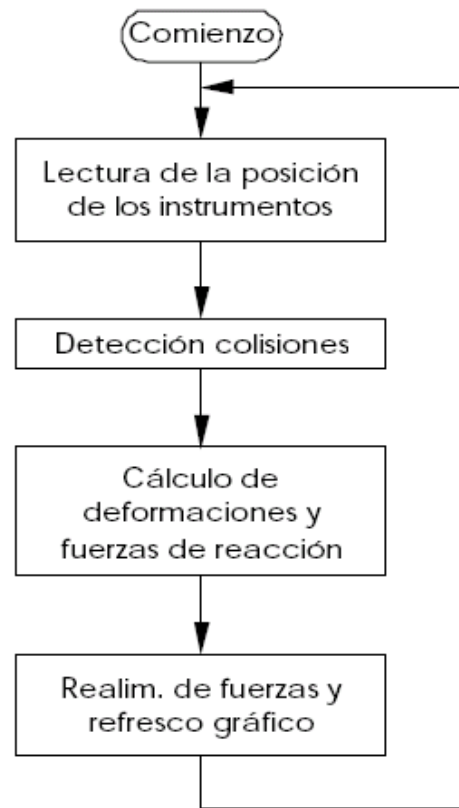 Comienzo
Lectura de la posición
de los instrumentos
Detección colisiones
Cálculo de
deformaciones y
fuerzas de reacción
Realim. de fuerzas y
refresco gráfico